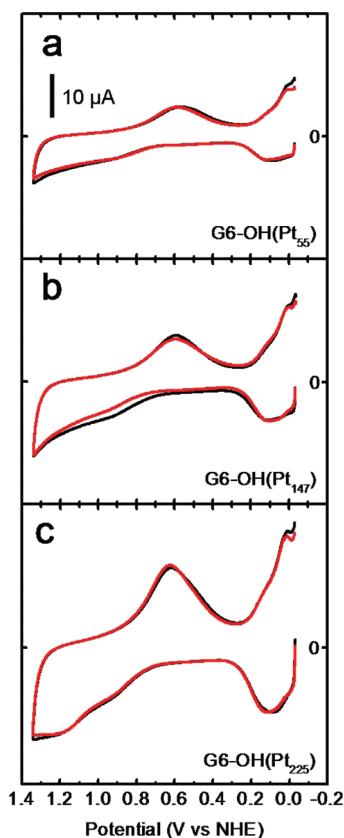 a
10 µA
0
G6-OH(Pt55)
b
0
G6-OH(Pt147)
c
0
G6-OH(Pt225)
1.4 1.2 1.0 0.8 0.6 0.4 0.2 0.0 -0.2
Potential (V vs NHE)